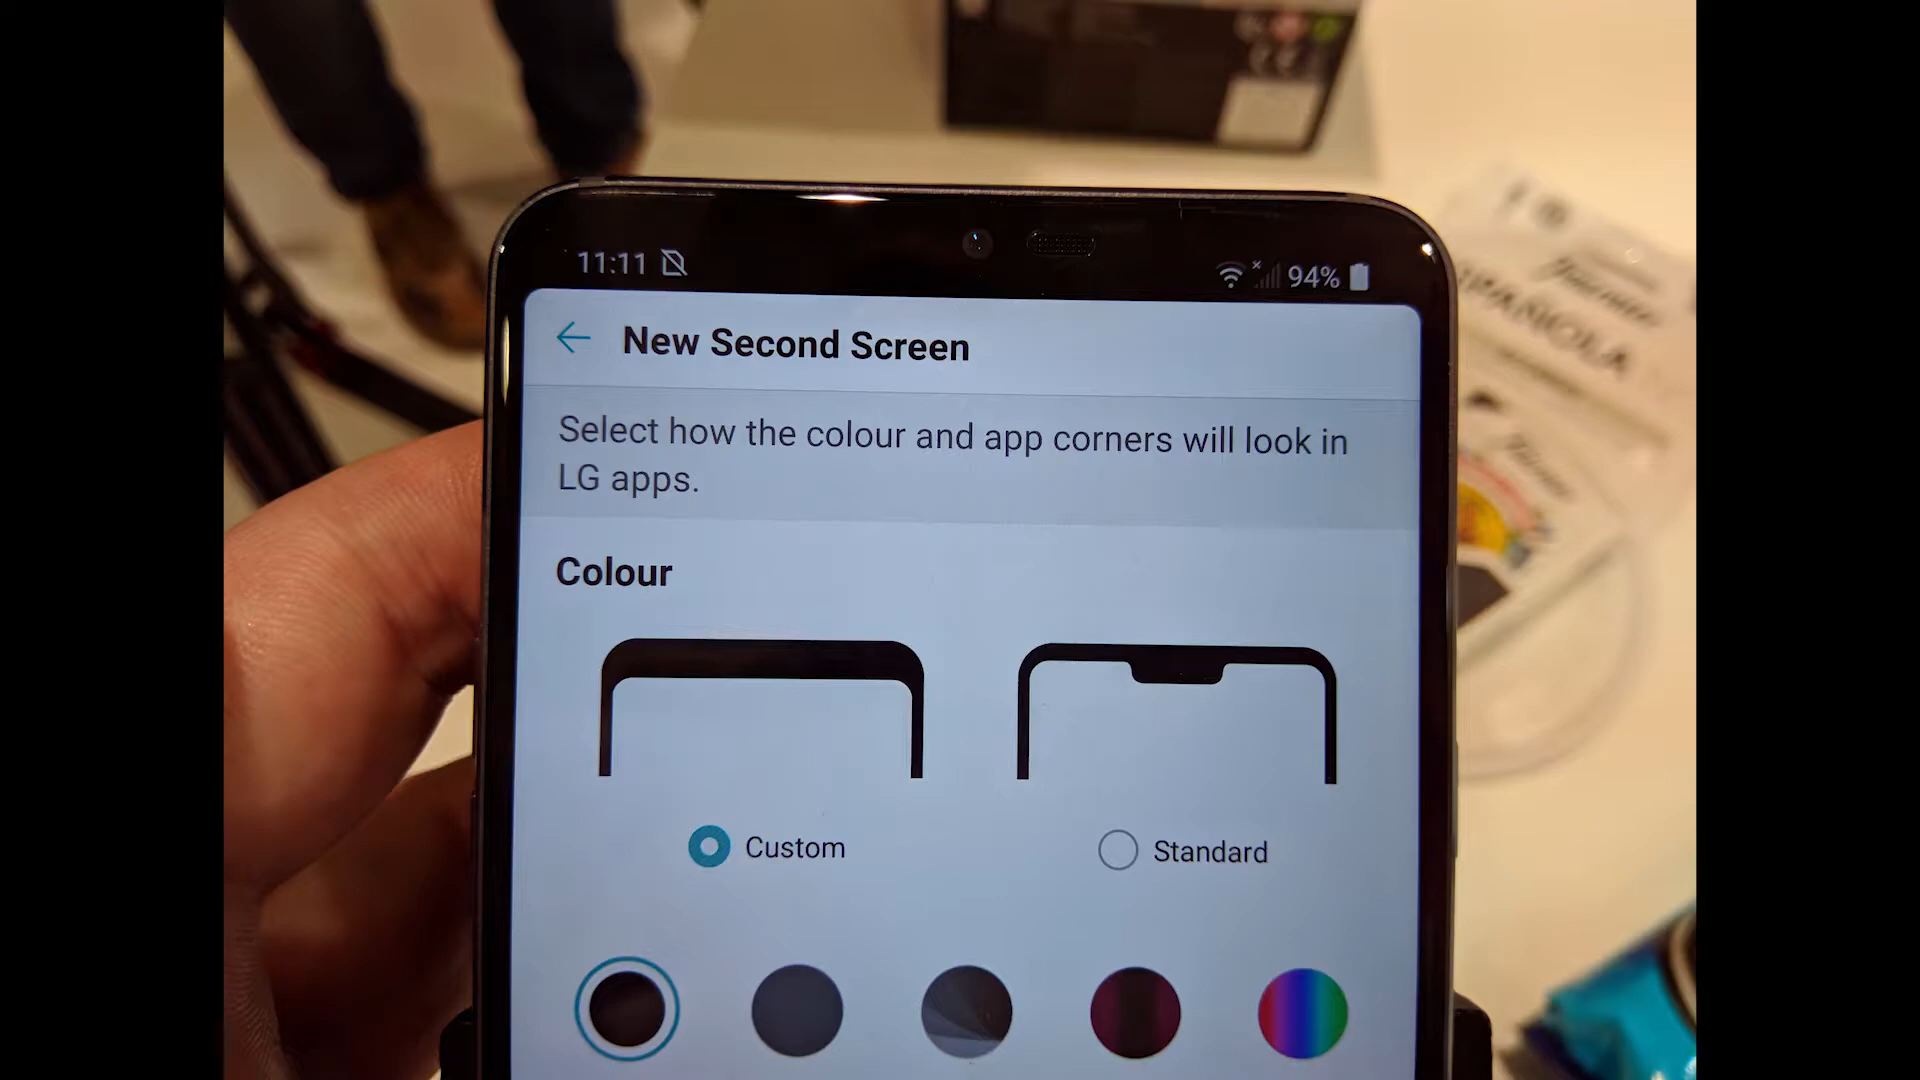 11:11
94%
New Second Screen
Select how the colour and app corners will look in
LG apps.
Colour
Custom
Standard